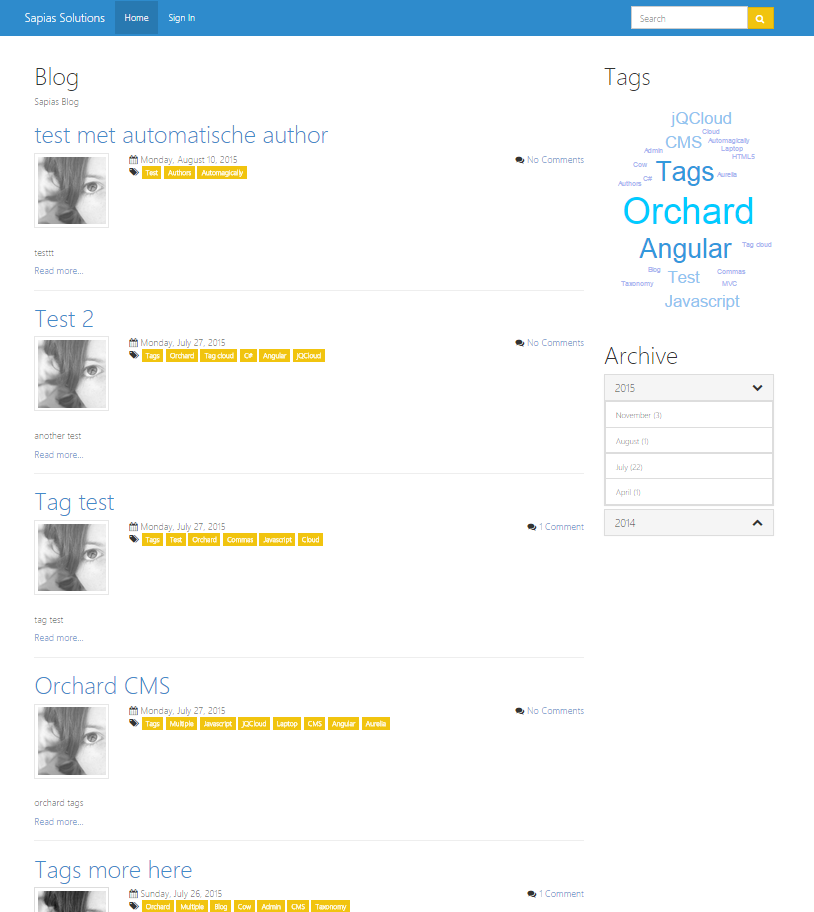 Sapias Solutions Home Sign In Search
Blog
Sapias Blog
test met automatische author
Monday, August 10, 2015 No Comments
Test Authors Automagically
testtt
Read more...
Test 2
Monday, July 27, 2015 No Comments
Tags Orchard Tag cloud C# Angular jQCloud
another test
Read more...
Tag test
Monday, July 27, 2015 1 Comment
Tags Test Orchard Commas Javascript Cloud
tag test
Read more...
Orchard CMS
Monday, July 27, 2015 No Comments
Tags Multiple Javascript jQCloud Laptop CMS Angular Aurelia
orchard tags
Read more...
Tags more here
Sunday, July 26, 2015 1 Comment
Orchard Multiple Blog Cow Admin CMS Taxonomy
Tags
jQCloud
Cloud
CMS Automagically
Admin Laptop
HTML5
Cow Tags Aurelia
Authors C#
Orchard
Angular Tag cloud
Blog Test Commas
Taxonomy MVC
Javascript
Archive
2015
November (3)
August (1)
July (22)
April (1)
2014